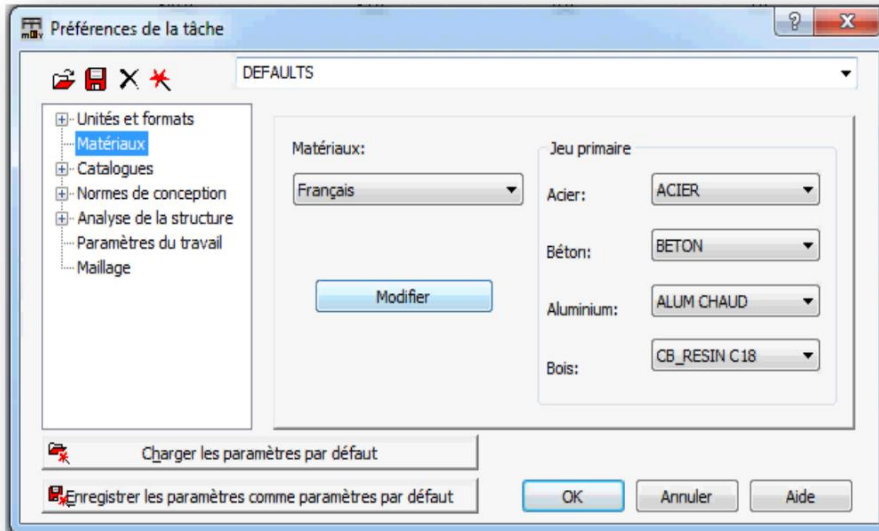 Préférences de la tâche
DEFAULTS
Unités et formats
Matériaux
Catalogues
Normes de conception
Analyse de la structure
Paramètres du travail
Maillage
Matériaux:
Français
Modifier
Jeu primaire
Acier:
ACIER
Béton:
BETON
Aluminium:
ALUM CHAUD
Bois:
CB_RESIN C18
Charger les paramètres par défaut
Enregistrer les paramètres comme paramètres par défaut
OK
Annuler
Aide